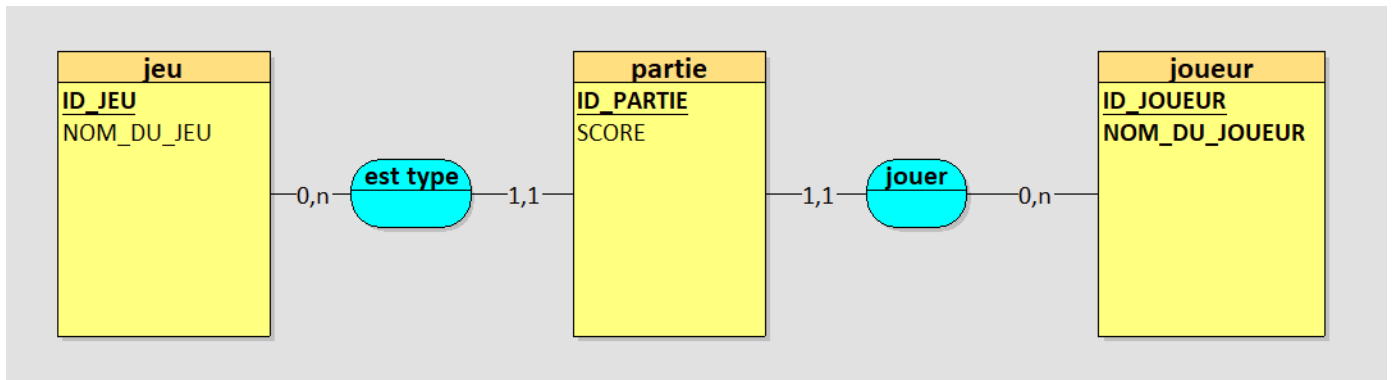 jeu
ID_JEU
NOM_DU_JEU
0,n
est type
1,1
partie
ID_PARTIE
SCORE
1,1
jouer
0,n
joueur
ID_JOUEUR
NOM_DU_JOUEUR